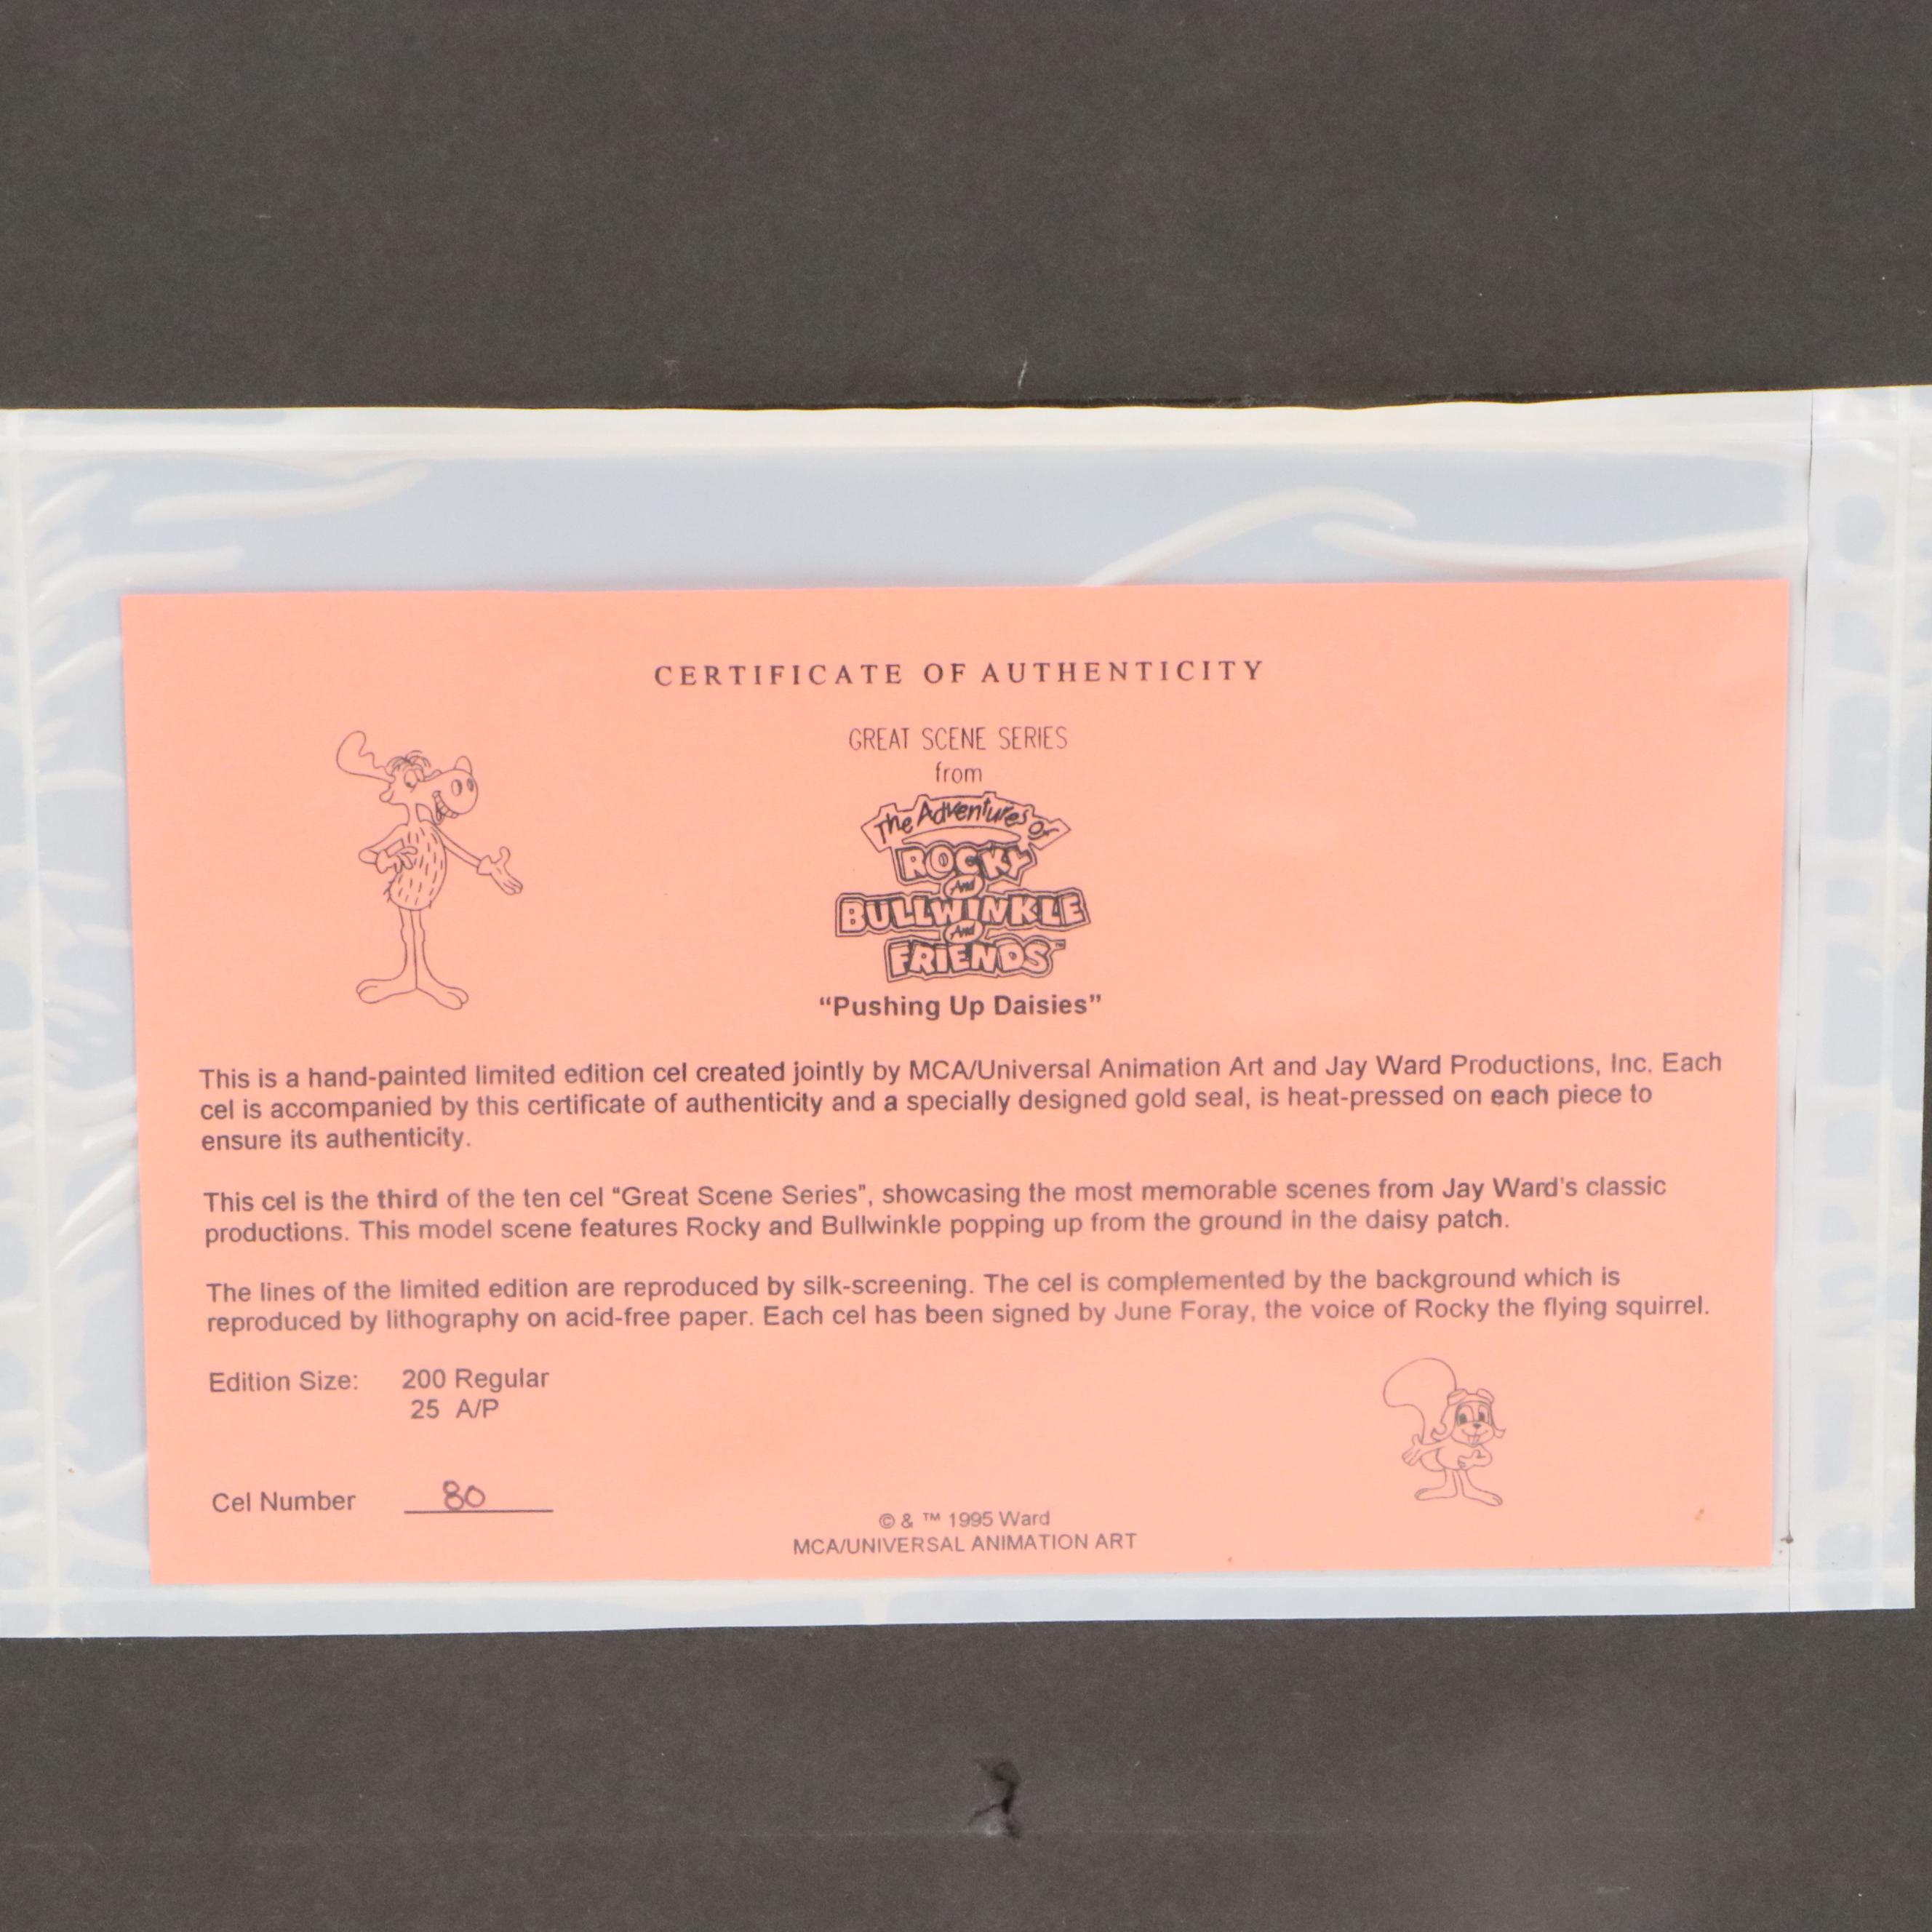 CERTIFICATE OF AUTHENTICITY
GREAT SCENE SERIES
from
The Adventures Of
ROCKY
And
BULLWINKLE
And
FRIENDS™
“Pushing Up Daisies”
This is a hand-painted limited edition cel created jointly by MCA/Universal Animation Art and Jay Ward Productions, Inc. Each
cel is accompanied by this certificate of authenticity and a specially designed gold seal, is heat-pressed on each piece to
ensure its authenticity.
This cel is the third of the ten cel "Great Scene Series", showcasing the most memorable scenes from Jay Ward's classic
productions. This model scene features Rocky and Bullwinkle popping up from the ground in the daisy patch.
The lines of the limited edition are reproduced by silk-screening. The cel is complemented by the background which is
reproduced by lithography on acid-free paper. Each cel has been signed by June Foray, the voice of Rocky the flying squirrel.
Edition Size: 200 Regular
25 A/P
Cel Number 80
© & ™ 1995 Ward
MCA/UNIVERSAL ANIMATION ART